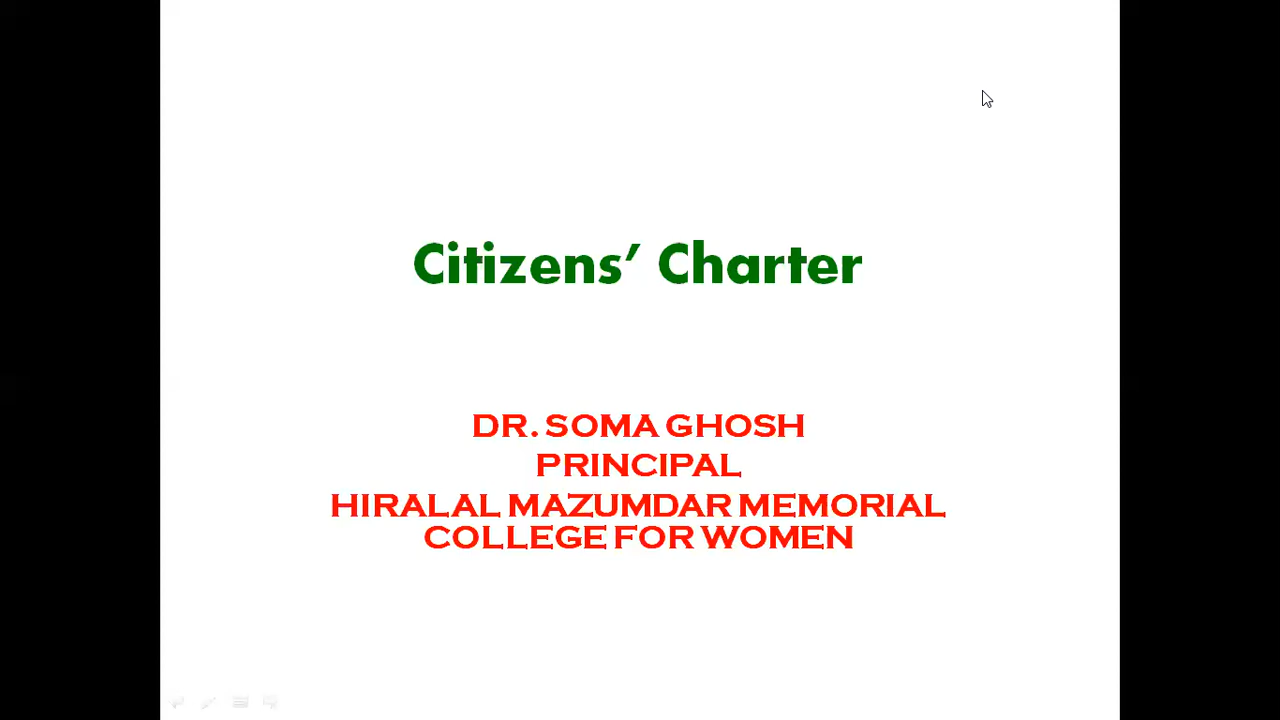 Citizens’ Charter
DR. SOMA GHOSH
PRINCIPAL
HIRALAL MAZUMDAR MEMORIAL
COLLEGE FOR WOMEN